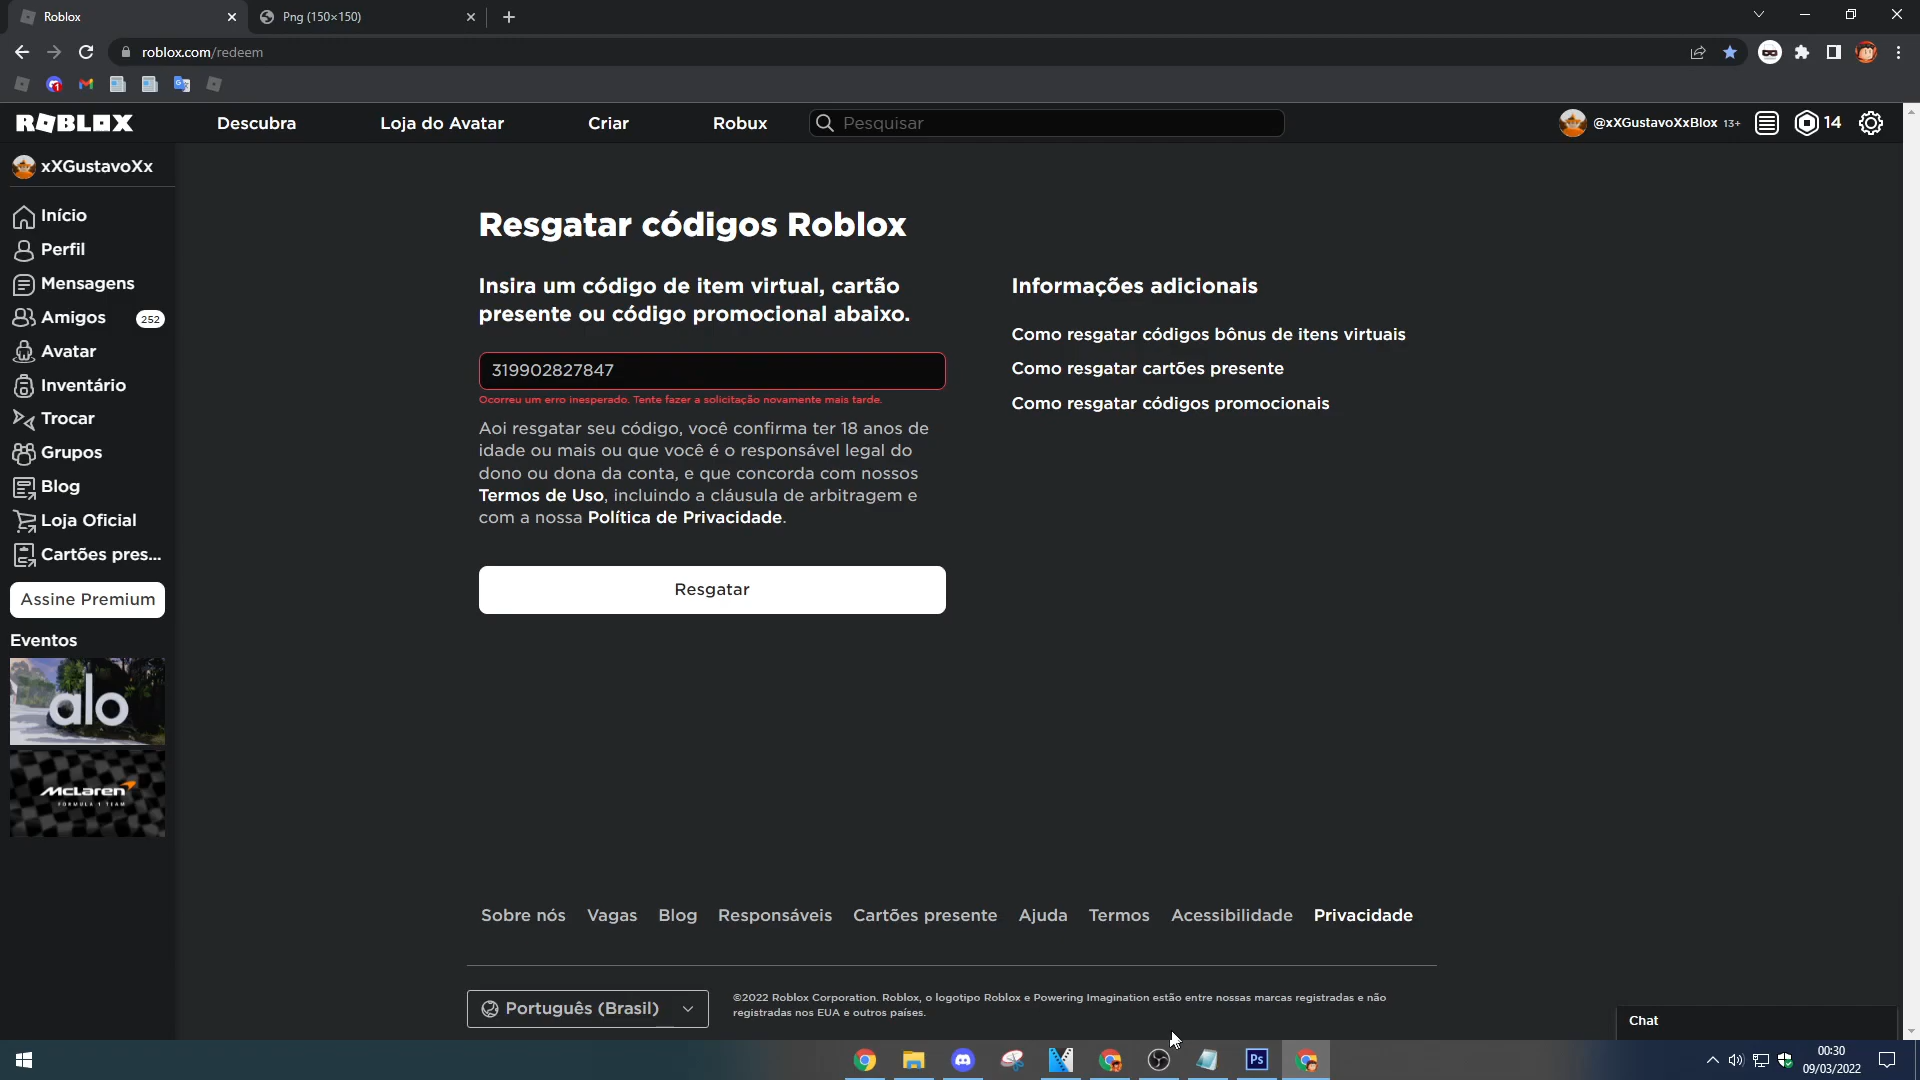 Roblox
Png (150×150)
roblox.com/redeem
1
ROBLOX
Descubra
Loja do Avatar
Criar
Robux
Pesquisar
@xXGustavoXxBlox 13+
14
xXGustavoXx
Início
Perfil
Mensagens
Amigos
252
Avatar
Inventário
Trocar
Grupos
Blog
Loja Oficial
Cartões pres...
Assine Premium
Eventos
alo
McLaren
FORMULA 1 TEAM
Resgatar códigos Roblox
Insira um código de item virtual, cartão
presente ou código promocional abaixo.
319902827847
Ocorreu um erro inesperado. Tente fazer a solicitação novamente mais tarde.
Aoi resgatar seu código, você confirma ter 18 anos de
idade ou mais ou que você é o responsável legal do
dono ou dona da conta, e que concorda com nossos
Termos de Uso, incluindo a cláusula de arbitragem e
com a nossa Política de Privacidade.
Resgatar
Informações adicionais
Como resgatar códigos bônus de itens virtuais
Como resgatar cartões presente
Como resgatar códigos promocionais
Sobre nós
Vagas
Blog
Responsáveis
Cartões presente
Ajuda
Termos
Acessibilidade
Privacidade
Português (Brasil)
©2022 Roblox Corporation. Roblox, o logotipo Roblox e Powering Imagination estão entre nossas marcas registradas e não
registradas nos EUA e outros países.
Chat
Ps
00:30
09/03/2022